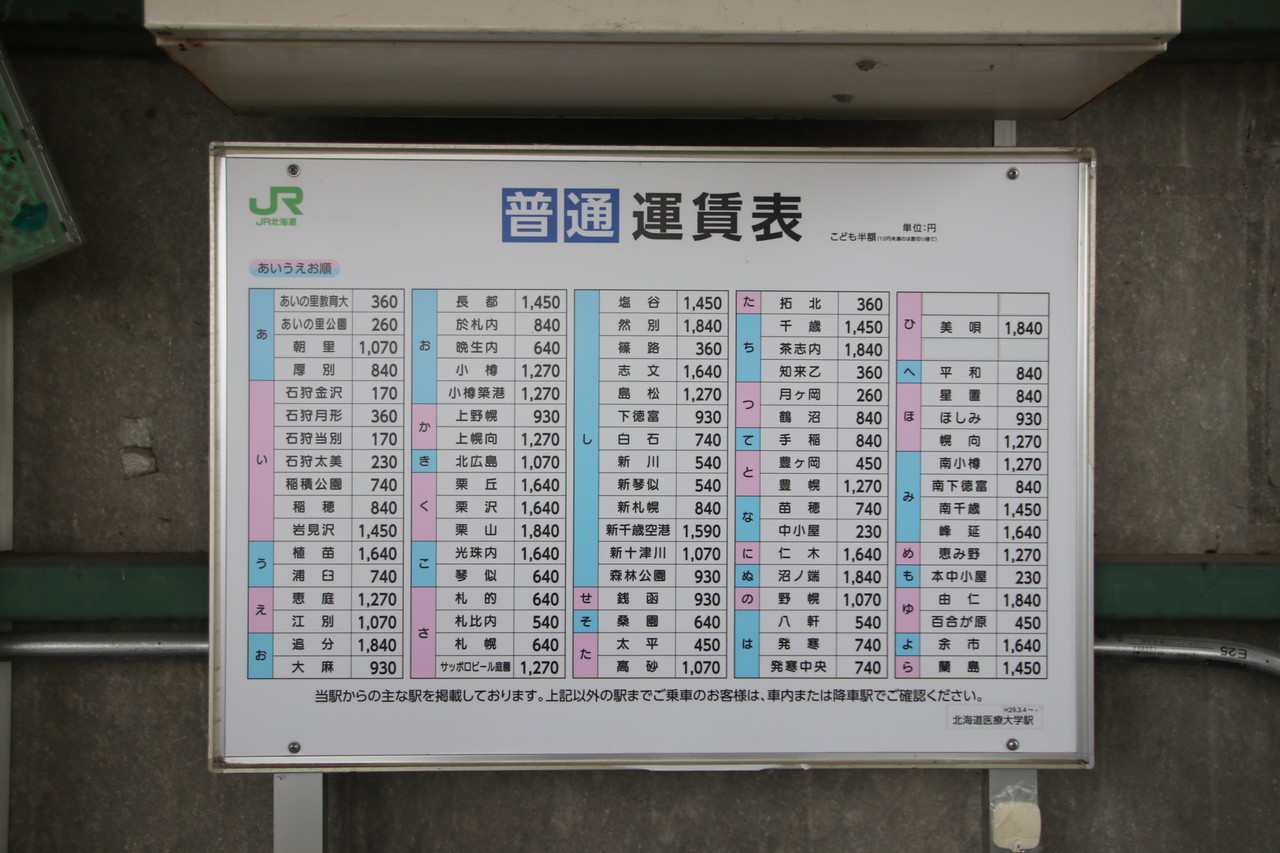 JR
JR北海道
普通運賃表
単位:円
こども半額(10円未満のは数切り捨て)
あいうえお順
あ
あいの里教育大 360
あいの里公園 260
朝里 1,070
厚別 840
い
石狩金沢 170
石狩月形 360
石狩当別 170
石狩太美 230
稲積公園 740
稲穂 840
岩見沢 1,450
う
植苗 1,640
浦臼 740
え
恵庭 1,270
江別 1,070
お
追分 1,840
大麻 930
お
長都 1,450
於札内 840
晩生内 640
小樽 1,270
小樽築港 1,270
か
上野幌 930
上幌向 1,270
き
北広島 1,070
く
栗丘 1,640
栗沢 1,640
栗山 1,840
こ
光珠内 1,640
琴似 640
さ
札的 640
札比内 540
札幌 640
サッポロビール庭園 1,270
し
塩谷 1,450
然別 1,840
篠路 360
志文 1,640
島松 1,270
下徳富 930
白石 740
新川 540
新琴似 540
新札幌 840
新千歳空港 1,590
新十津川 1,070
森林公園 930
せ
銭函 930
そ
桑園 640
た
太平 450
高砂 1,070
た
拓北 360
ち
千歳 1,450
茶志内 1,840
知来乙 360
つ
月ヶ岡 260
鶴沼 840
て
手稲 840
と
豊ヶ岡 450
豊幌 1,270
な
苗穂 740
中小屋 230
に
仁木 1,640
ぬ
沼ノ端 1,840
の
野幌 1,070
は
八軒 540
発寒 740
発寒中央 740
ひ
美唄 1,840
へ
平和 840
ほ
星置 840
ほしみ 930
幌向 1,270
み
南小樽 1,270
南下徳富 840
南千歳 1,450
峰延 1,640
め
恵み野 1,270
も
本中小屋 230
ゆ
由仁 1,840
百合が原 450
よ
余市 1,640
ら
蘭島 1,450
当駅からの主な駅を掲載しております。上記以外の駅までご乗車のお客様は、車内または降車駅でご確認ください。
H29.3.4～-
北海道医療大学駅
E25